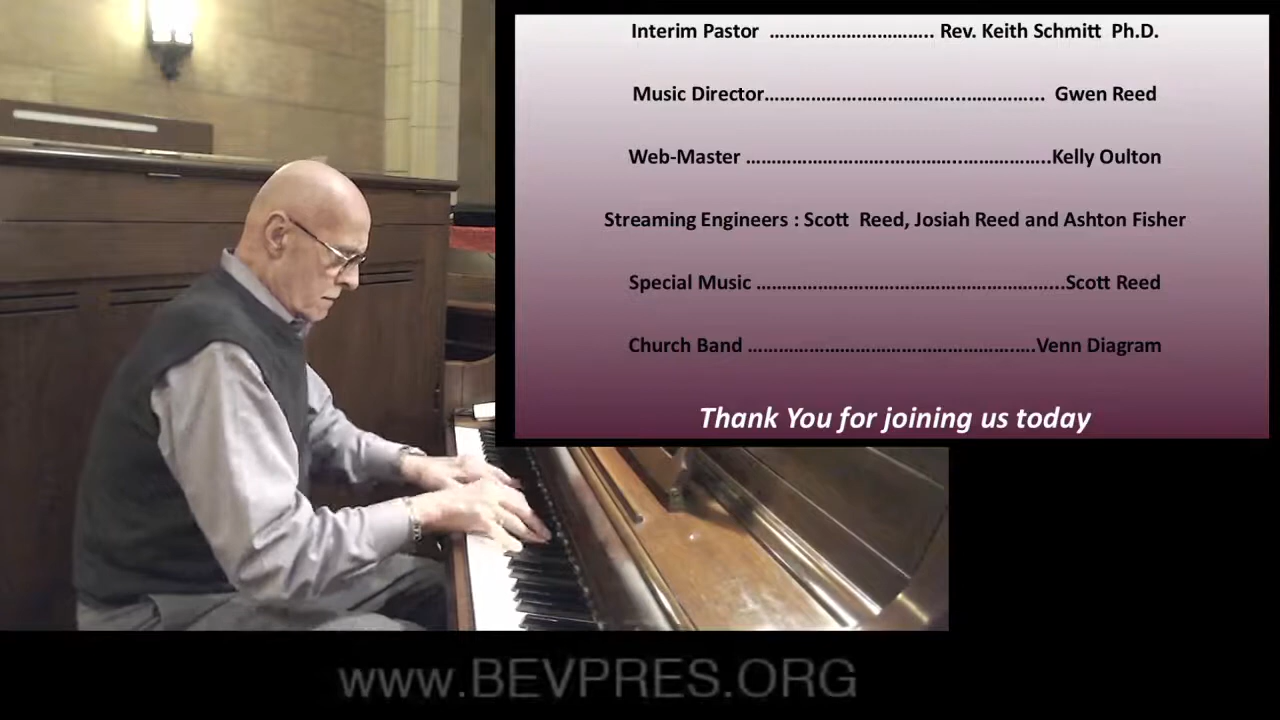 Interim Pastor ………………………….. Rev. Keith Schmitt Ph.D.
Music Director………………………………...………….. Gwen Reed
Web-Master …………………………………………………..Kelly Oulton
Streaming Engineers : Scott Reed, Josiah Reed and Ashton Fisher
Special Music ……………………………………………...Scott Reed
Church Band ………………………………………….Venn Diagram
Thank You for joining us today
www.BEVPRES.ORG